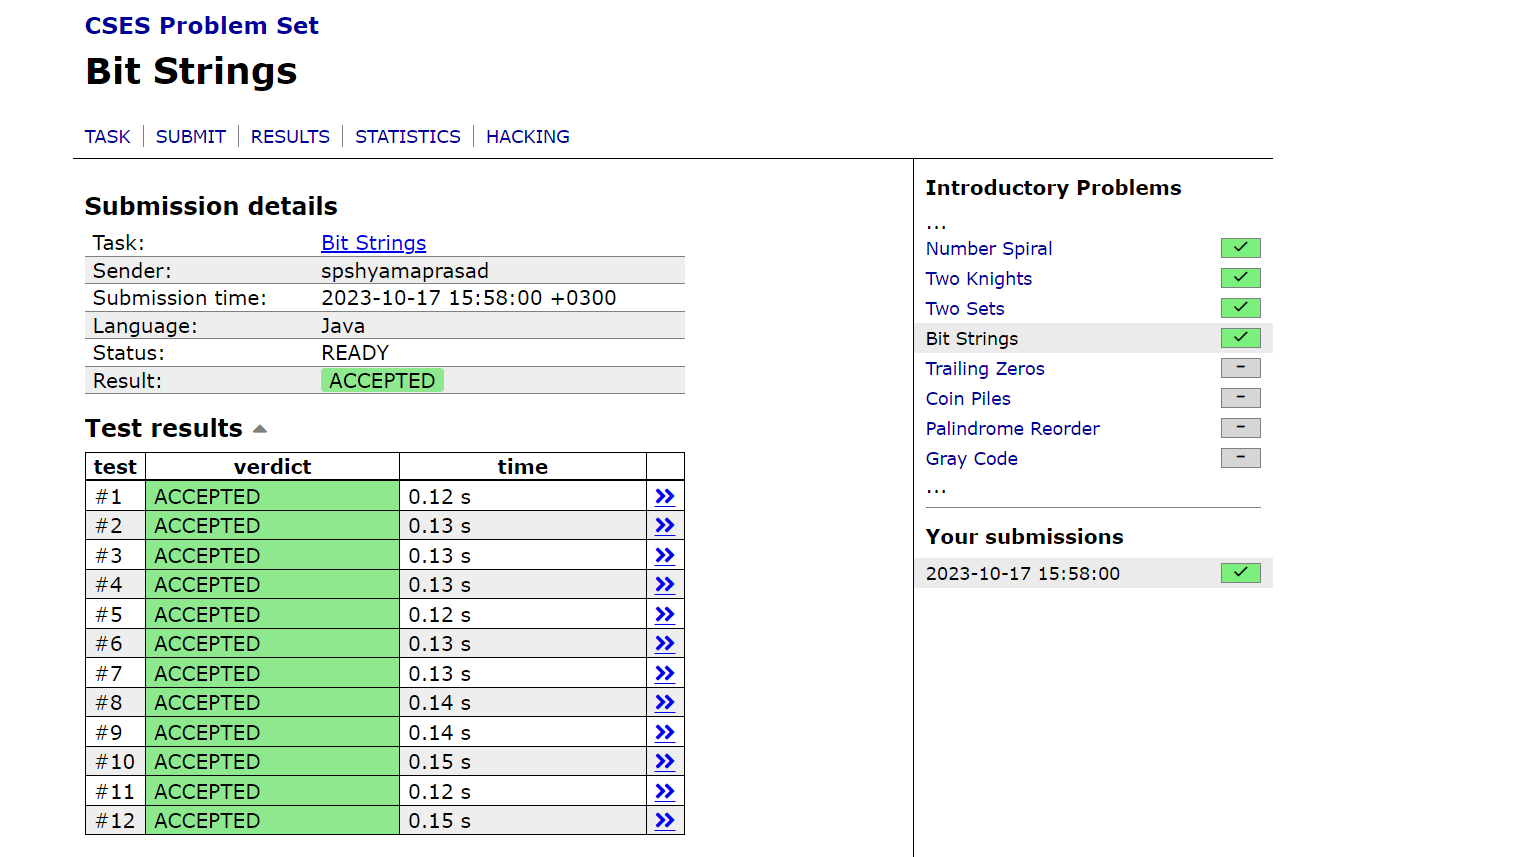 CSES Problem Set
Bit Strings
TASK | SUBMIT | RESULTS | STATISTICS | HACKING
Submission details
Task: Bit Strings
Sender: spshyamaprasad
Submission time: 2023-10-17 15:58:00 +0300
Language: Java
Status: READY
Result: ACCEPTED
Test results
test verdict time
#1 ACCEPTED 0.12 s »
#2 ACCEPTED 0.13 s »
#3 ACCEPTED 0.13 s »
#4 ACCEPTED 0.13 s »
#5 ACCEPTED 0.12 s »
#6 ACCEPTED 0.13 s »
#7 ACCEPTED 0.13 s »
#8 ACCEPTED 0.14 s »
#9 ACCEPTED 0.14 s »
#10 ACCEPTED 0.15 s »
#11 ACCEPTED 0.12 s »
#12 ACCEPTED 0.15 s »
Introductory Problems
...
Number Spiral ✓
Two Knights ✓
Two Sets ✓
Bit Strings ✓
Trailing Zeros –
Coin Piles –
Palindrome Reorder –
Gray Code –
...
Your submissions
2023-10-17 15:58:00 ✓